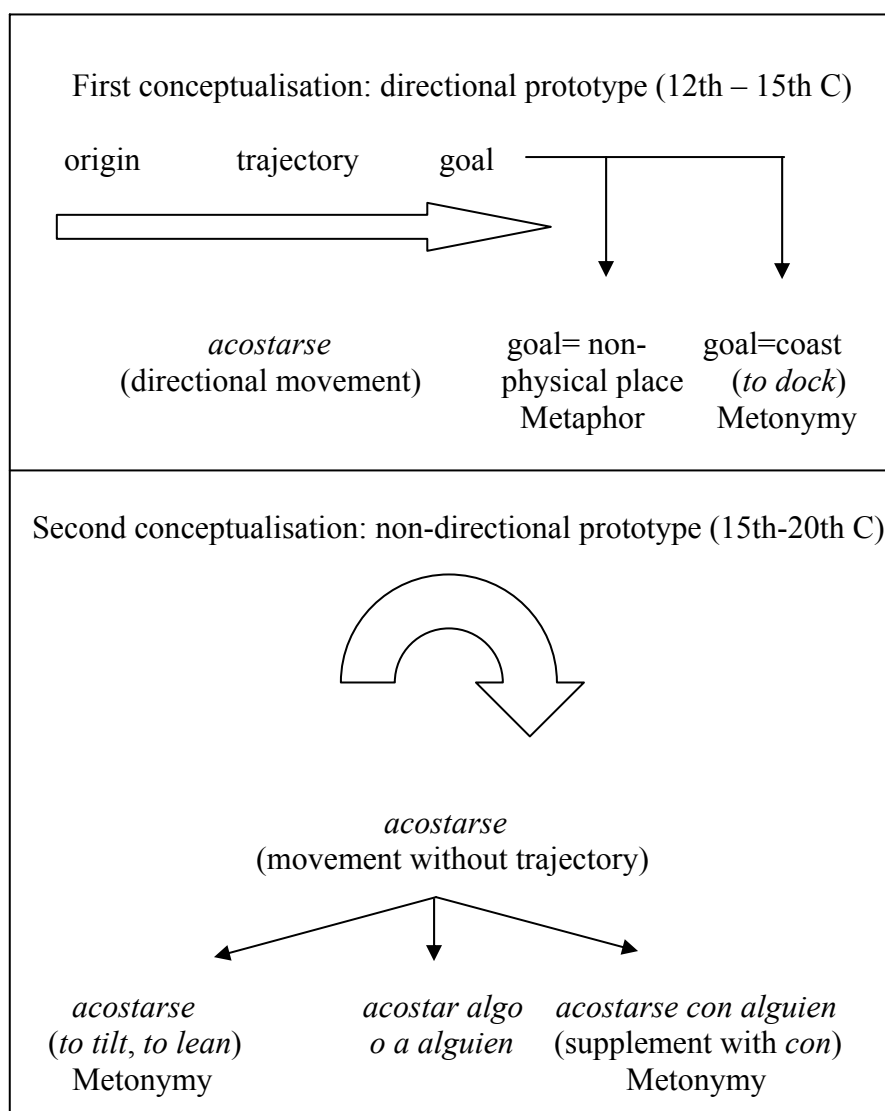 First conceptualisation: directional prototype (12th – 15th C)
origin trajectory goal
acostarse
(directional movement)
goal= non-
physical place
Metaphor
goal=coast
(to dock)
Metonymy
Second conceptualisation: non-directional prototype (15th-20th C)
acostarse
(movement without trajectory)
acostarse
(to tilt, to lean)
Metonymy
acostar algo
o a alguien
acostarse con alguien
(supplement with con)
Metonymy